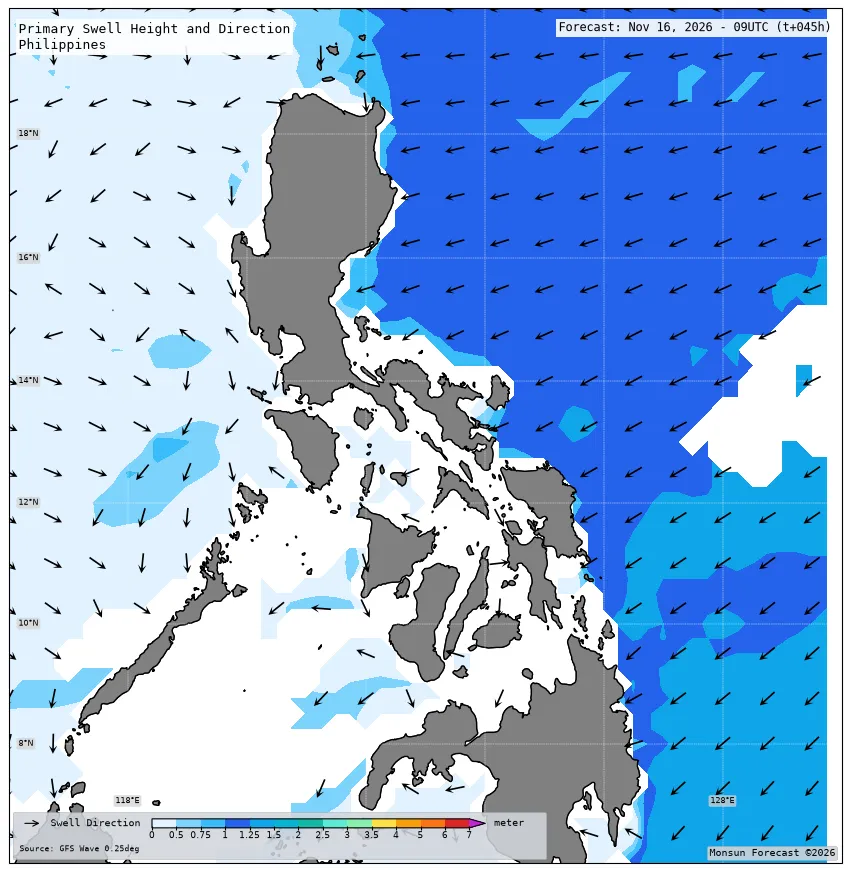 Primary Swell Height and Direction
Philippines
Forecast: Nov 16, 2026 - 09UTC (t+045h)
18°N
16°N
14°N
12°N
10°N
8°N
118°E
128°E
Swell Direction
meter
0 0.5 0.75 1 1.25 1.5 2 2.5 3 3.5 4 5 6 7
Source: GFS Wave 0.25deg
Monsun Forecast ©2026